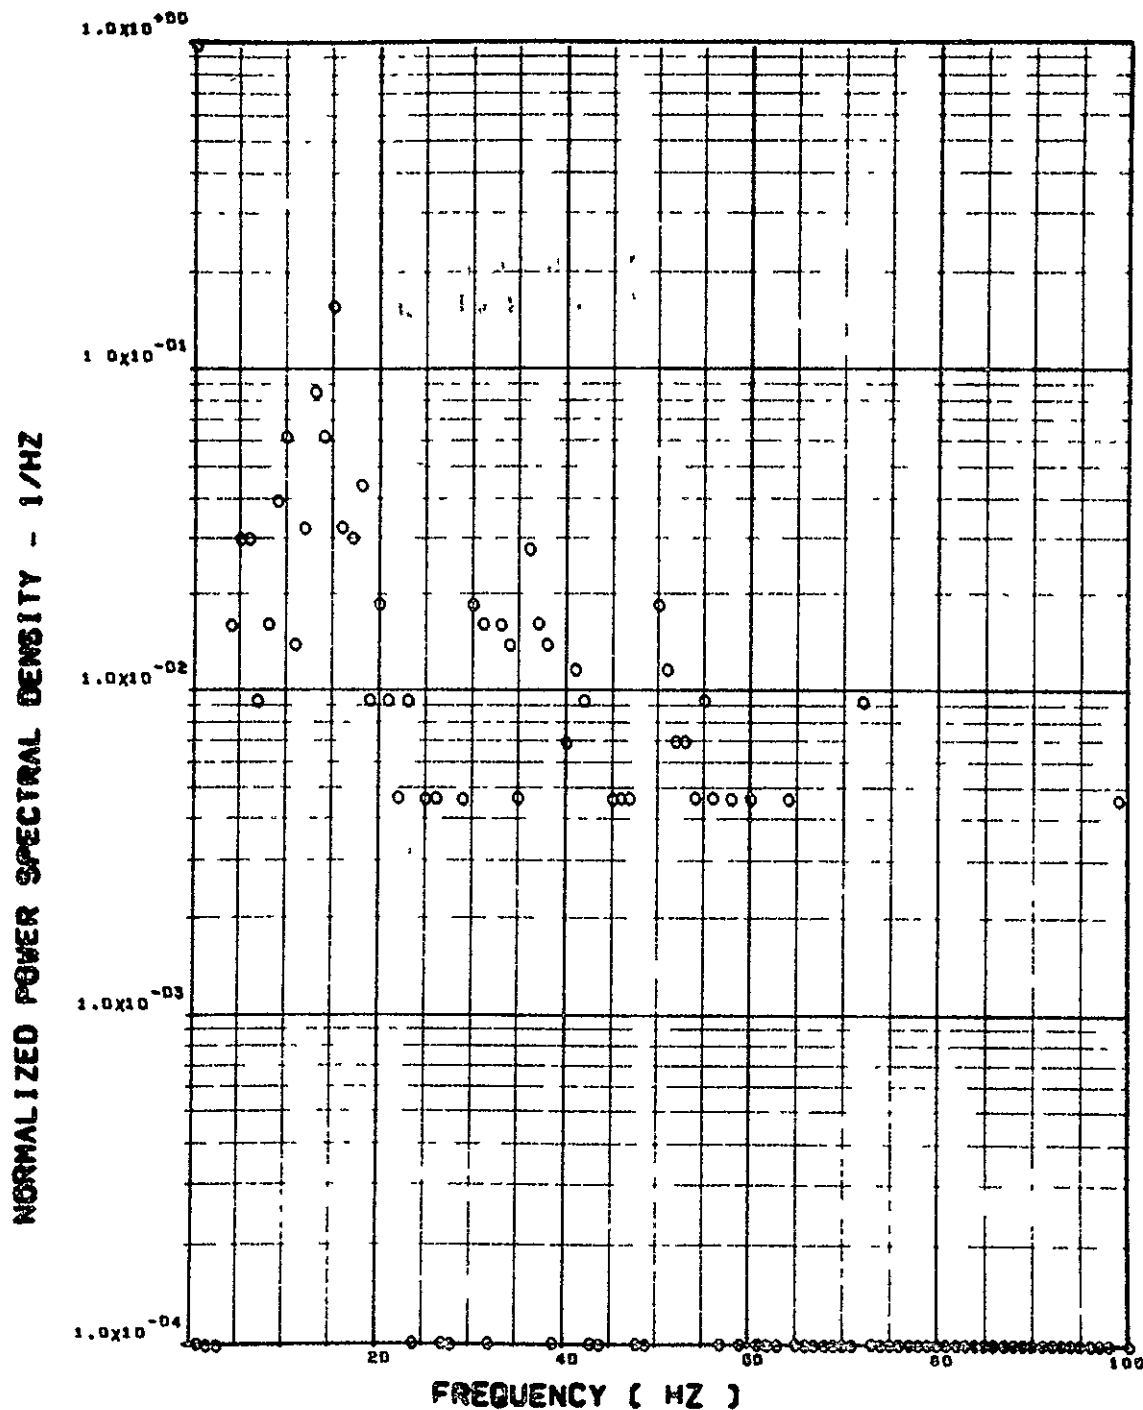 1.0X10+00
1 0X10-01
1.0X10-02
1.0X10-03
1.0X10-04
NORMALIZED POWER SPECTRAL DENSITY - 1/HZ
20 40 60 80 100
FREQUENCY ( HZ )